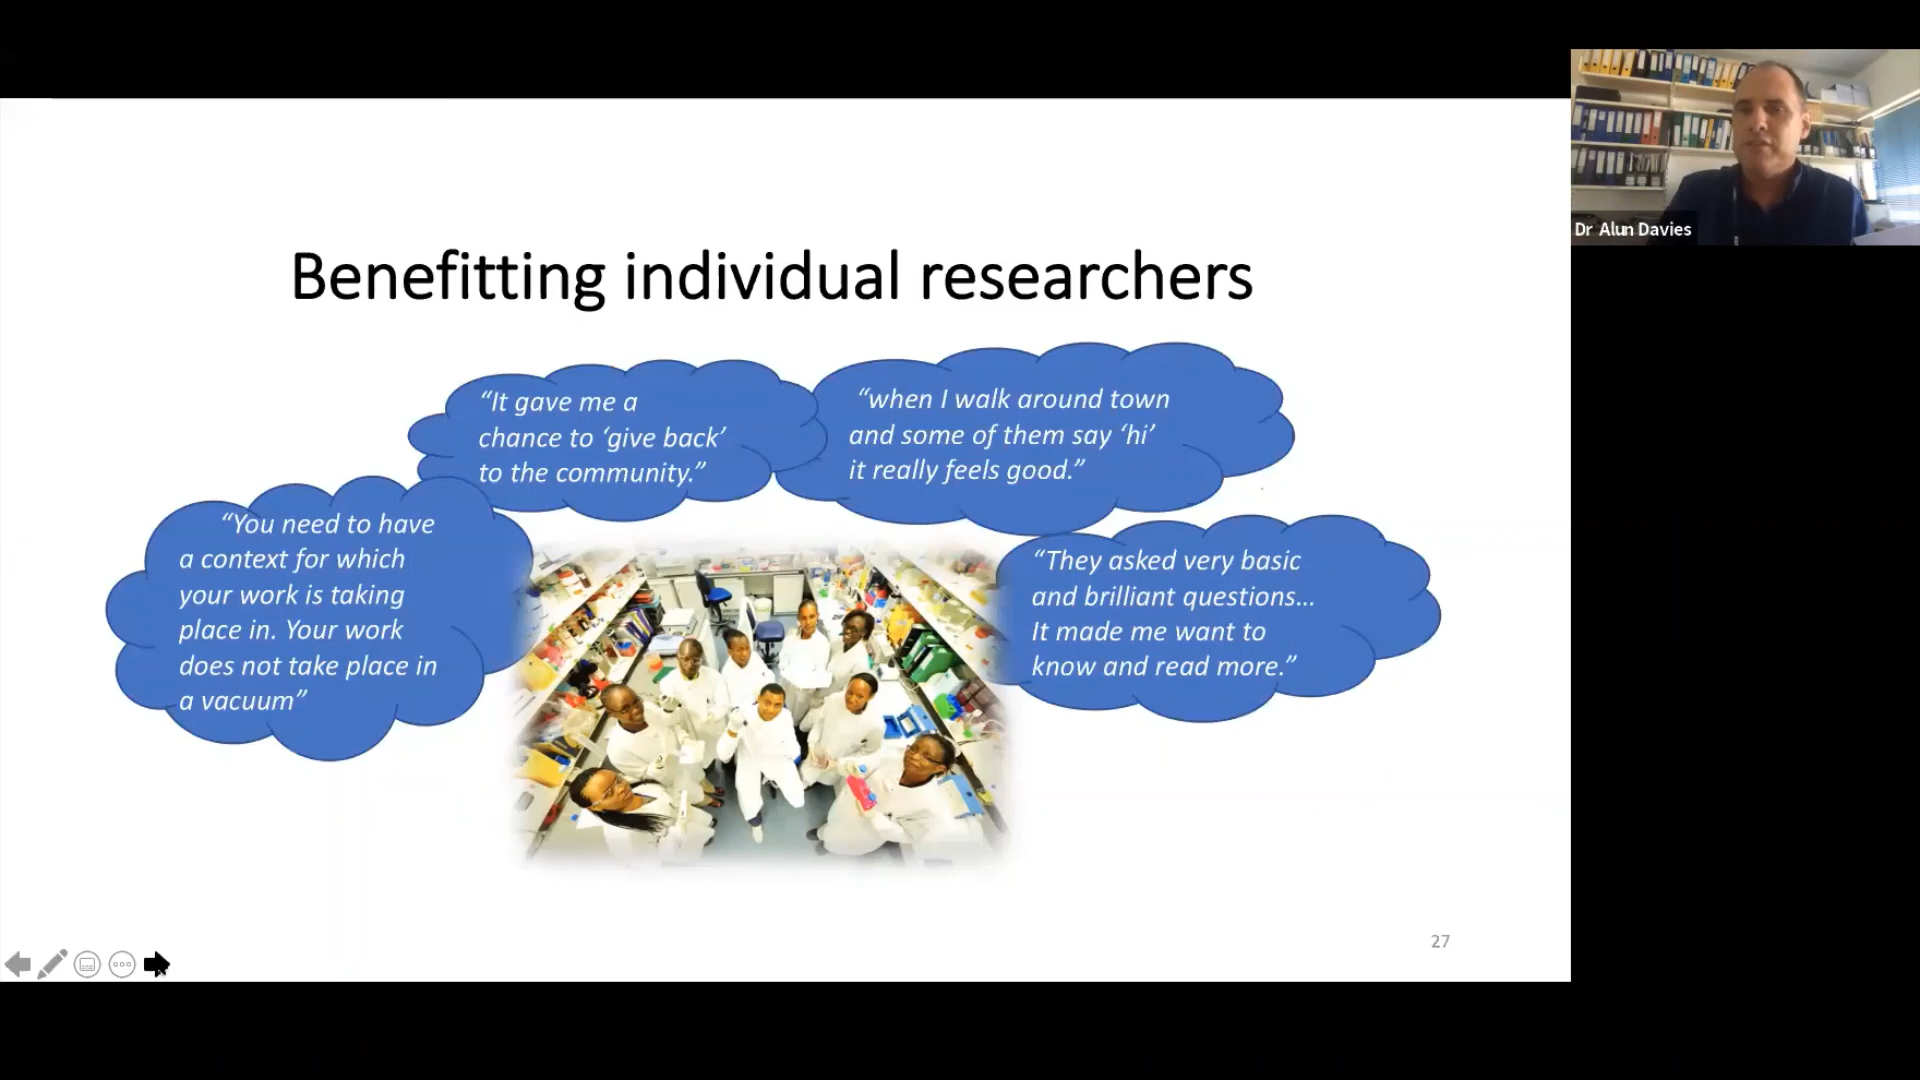 Benefitting individual researchers
“It gave me a
chance to ‘give back’
to the community.”
“when I walk around town
and some of them say ‘hi’
it really feels good.”
“You need to have
a context for which
your work is taking
place in. Your work
does not take place in
a vacuum”
“They asked very basic
and brilliant questions...
It made me want to
know and read more.”
27
Dr Alun Davies